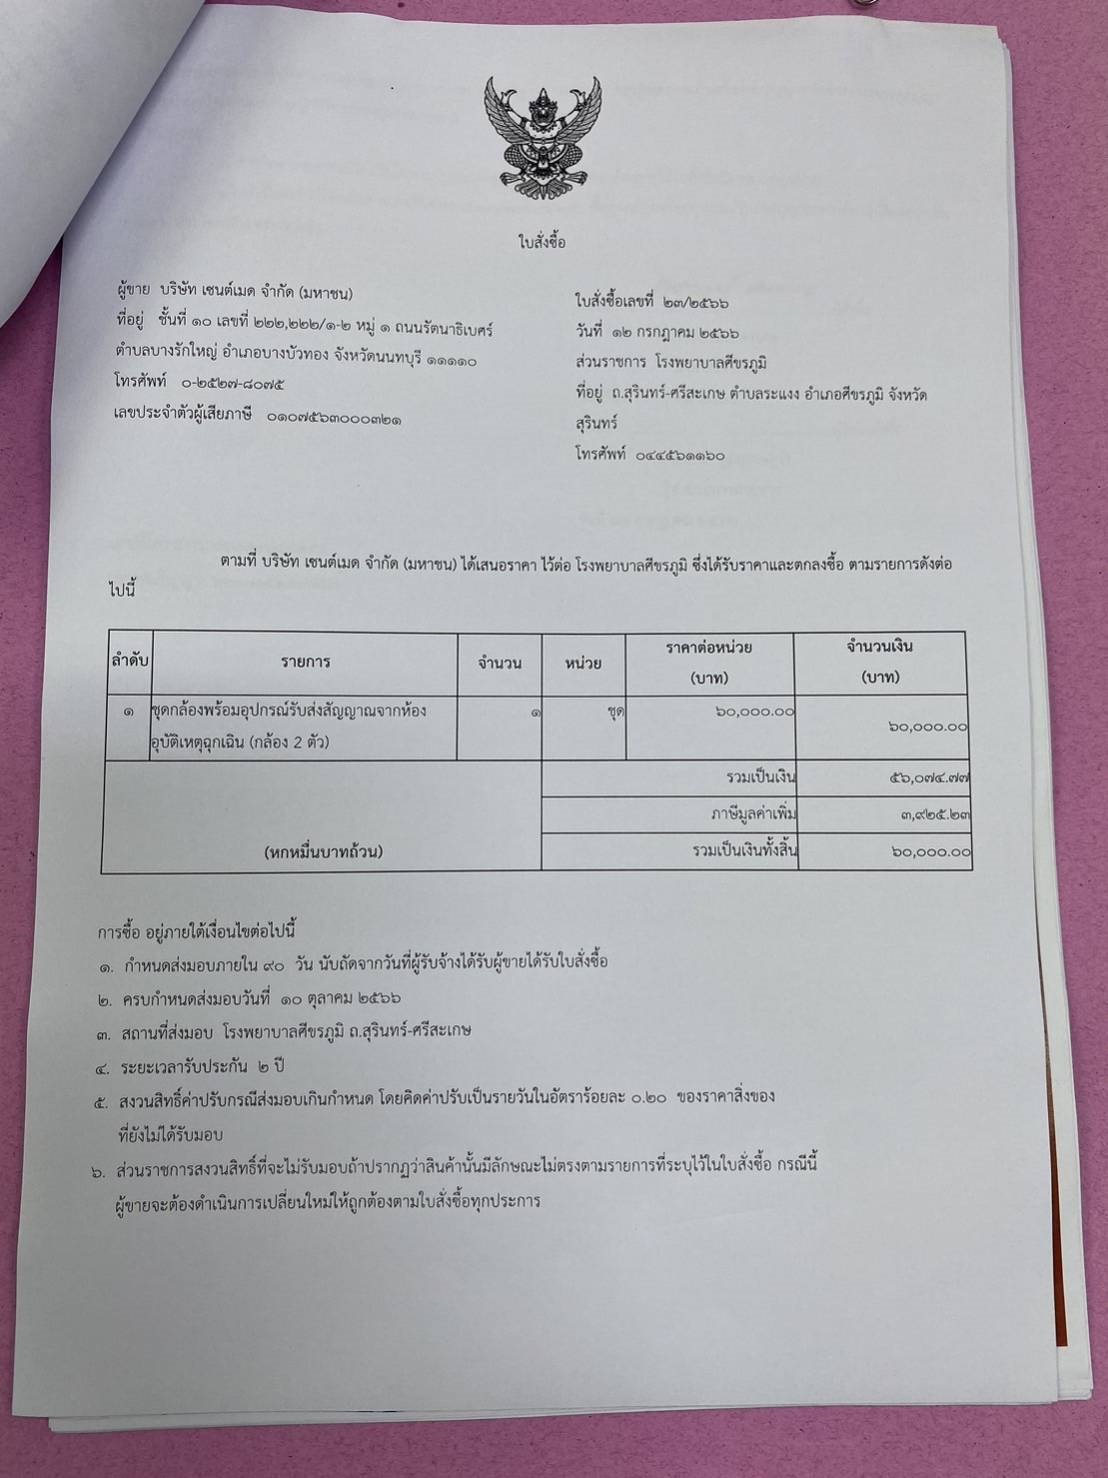 ใบสั่งซื้อ
ผู้ขาย บริษัท เซนต์เมด จำกัด (มหาชน)
ที่อยู่ ชั้นที่ ๑๐ เลขที่ ๒๒๒,๒๒๒/๑-๒ หมู่ ๑ ถนนรัตนาธิเบศร์
ตำบลบางรักใหญ่ อำเภอบางบัวทอง จังหวัดนนทบุรี ๑๑๑๑๐
โทรศัพท์ ๐-๒๕๒๗-๘๐๗๕
เลขประจำตัวผู้เสียภาษี ๐๑๐๗๕๖๓๐๐๐๓๒๑
ใบสั่งซื้อเลขที่ ๒๓/๒๕๖๖
วันที่ ๑๒ กรกฎาคม ๒๕๖๖
ส่วนราชการ โรงพยาบาลศีขรภูมิ
ที่อยู่ ถ.สุรินทร์-ศรีสะเกษ ตำบลระแงง อำเภอศีขรภูมิ จังหวัด
สุรินทร์
โทรศัพท์ ๐๔๔๕๖๑๑๖๐
ตามที่ บริษัท เซนต์เมด จำกัด (มหาชน) ได้เสนอราคา ไว้ต่อ โรงพยาบาลศีขรภูมิ ซึ่งได้รับราคาและตกลงซื้อ ตามรายการดังต่อ
ไปนี้
ลำดับ รายการ จำนวน หน่วย ราคาต่อหน่วย (บาท) จำนวนเงิน (บาท)
๑ ชุดกล้องพร้อมอุปกรณ์รับส่งสัญญาณจากห้อง ๑ ชุด ๖๐,๐๐๐.๐๐ ๖๐,๐๐๐.๐๐
อุบัติเหตุฉุกเฉิน (กล้อง 2 ตัว)
รวมเป็นเงิน ๕๖,๐๗๔.๗๗
ภาษีมูลค่าเพิ่ม ๓,๙๒๕.๒๓
(หกหมื่นบาทถ้วน) รวมเป็นเงินทั้งสิ้น ๖๐,๐๐๐.๐๐
การซื้อ อยู่ภายใต้เงื่อนไขต่อไปนี้
๑. กำหนดส่งมอบภายใน ๙๐ วัน นับถัดจากวันที่ผู้รับจ้างได้รับผู้ขายได้รับใบสั่งซื้อ
๒. ครบกำหนดส่งมอบวันที่ ๑๐ ตุลาคม ๒๕๖๖
๓. สถานที่ส่งมอบ โรงพยาบาลศีขรภูมิ ถ.สุรินทร์-ศรีสะเกษ
๔. ระยะเวลารับประกัน ๒ ปี
๕. สงวนสิทธิ์ค่าปรับกรณีส่งมอบเกินกำหนด โดยคิดค่าปรับเป็นรายวันในอัตราร้อยละ ๐.๒๐ ของราคาสิ่งของ
ที่ยังไม่ได้รับมอบ
๖. ส่วนราชการสงวนสิทธิ์ที่จะไม่รับมอบถ้าปรากฏว่าสินค้านั้นมีลักษณะไม่ตรงตามรายการที่ระบุไว้ในใบสั่งซื้อ กรณีนี้
ผู้ขายจะต้องดำเนินการเปลี่ยนใหม่ให้ถูกต้องตามใบสั่งซื้อทุกประการ